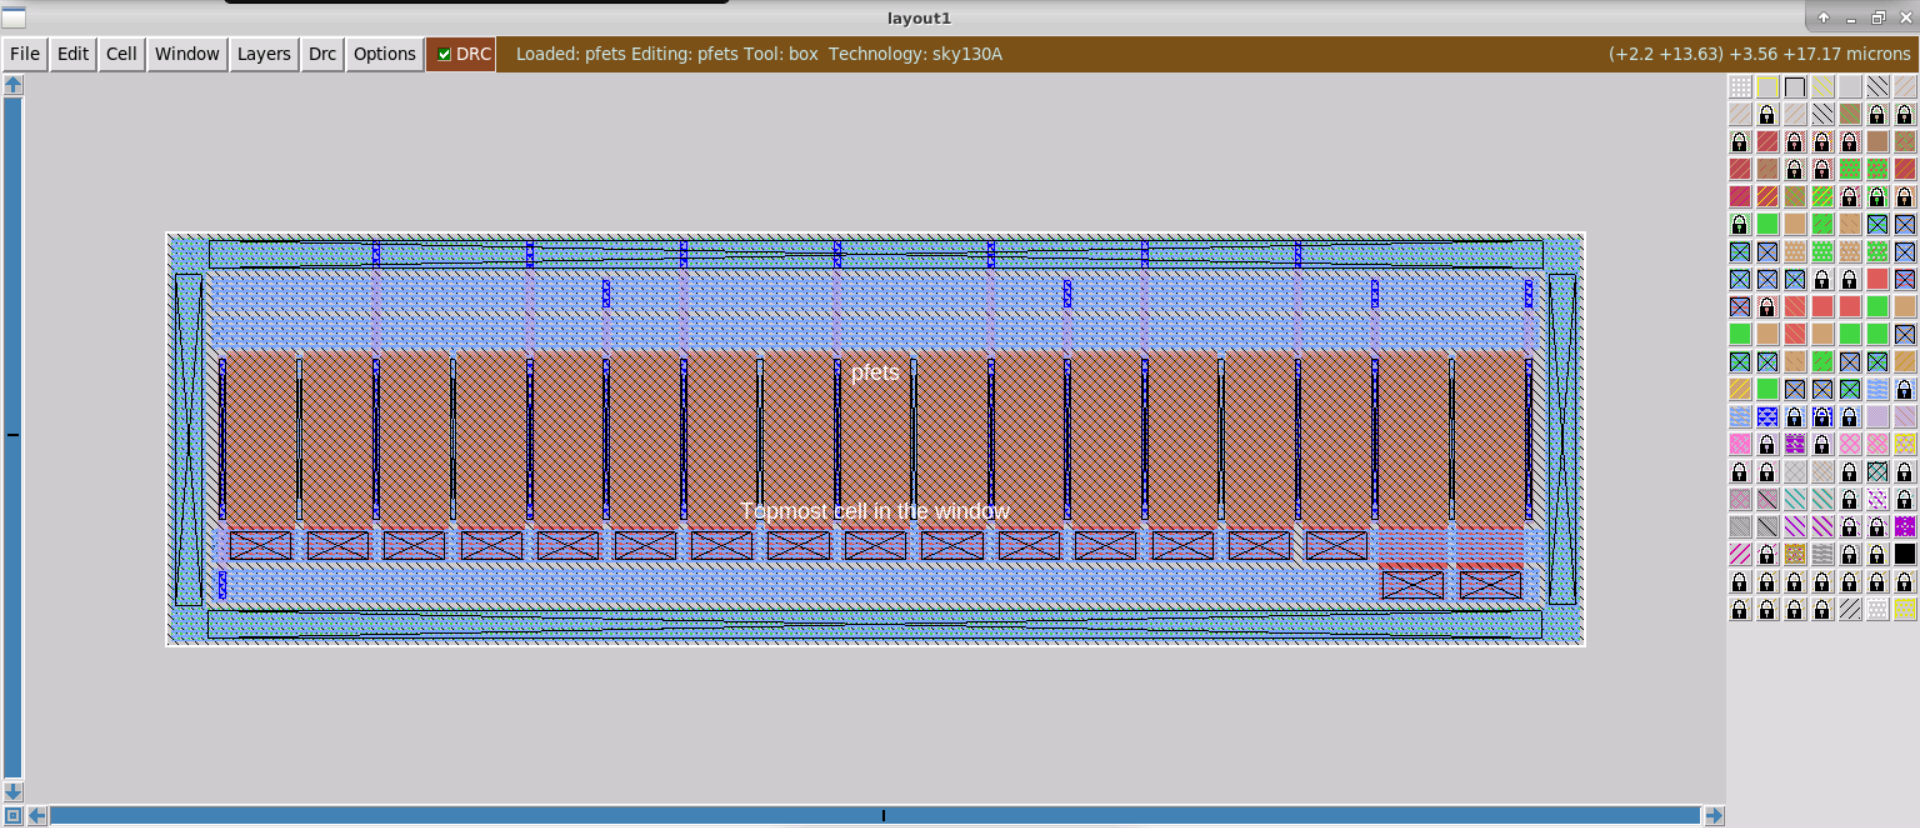 layout1
File Edit Cell Window Layers Drc Options DRC Loaded: pfets Editing: pfets Tool: box Technology: sky130A (+2.2 +13.63) +3.56 +17.17 microns
pfets
Topmost cell in the window